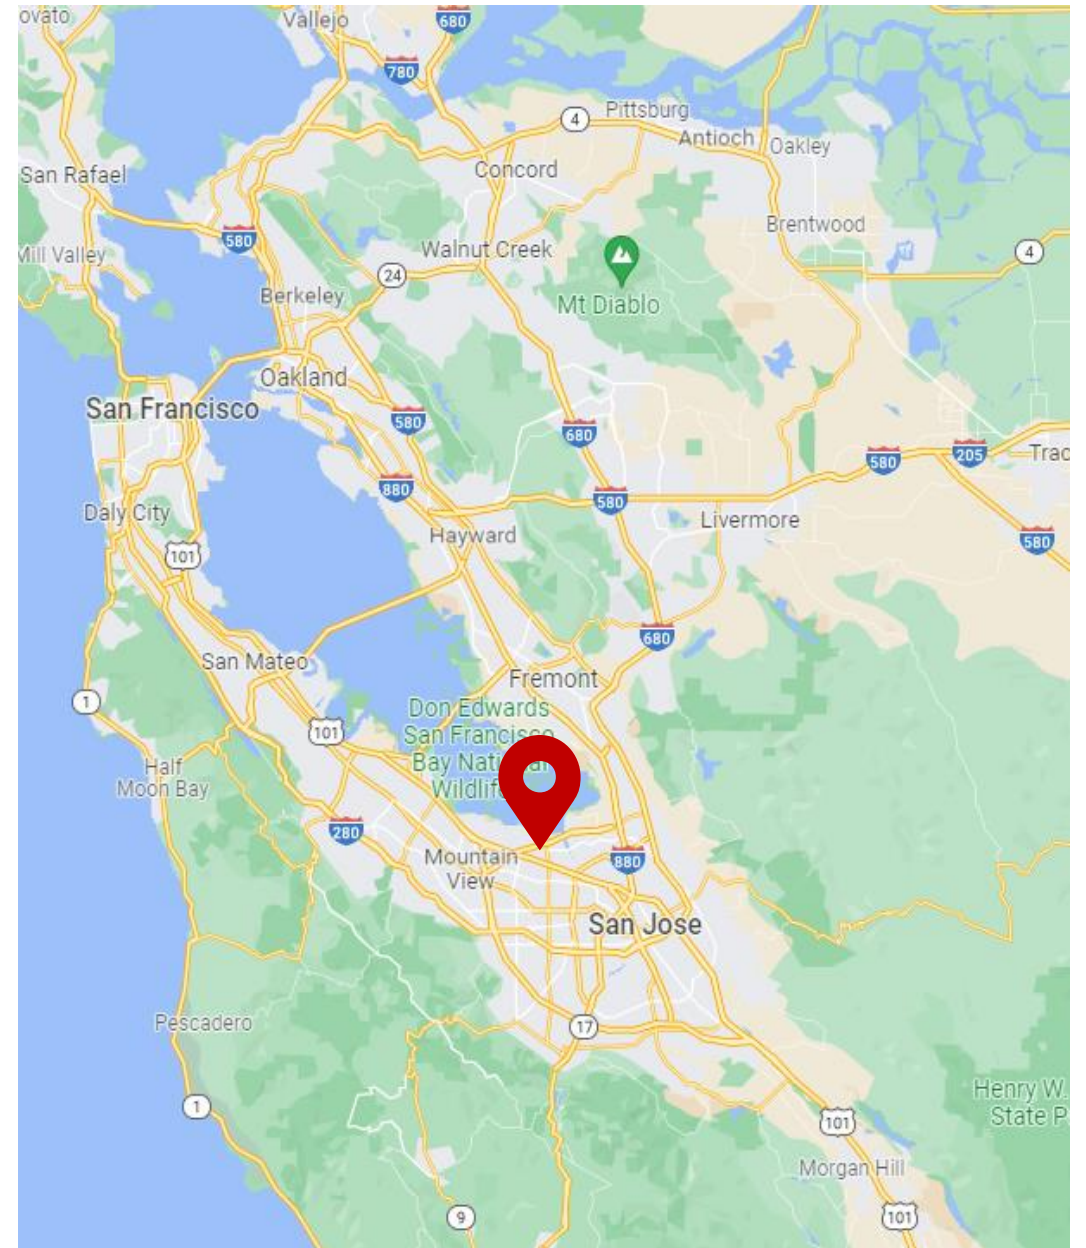 ovato
Vallejo
680
780
Pittsburg
4
Antioch
Oakley
Concord
San Rafael
Brentwood
580
Mill Valley
Walnut Creek
4
24
Berkeley
Mt Diablo
Oakland
San Francisco
580
680
580
205
Trac
880
580
Livermore
Daly City
Hayward
580
101
680
San Mateo
Fremont
1
Don Edwards
San Francisco
Bay Nati
Wildlif
101
Half
Moon Bay
280
Mountain
View
880
San Jose
Pescadero
17
Henry W.
State P
1
101
Morgan Hill
9
101